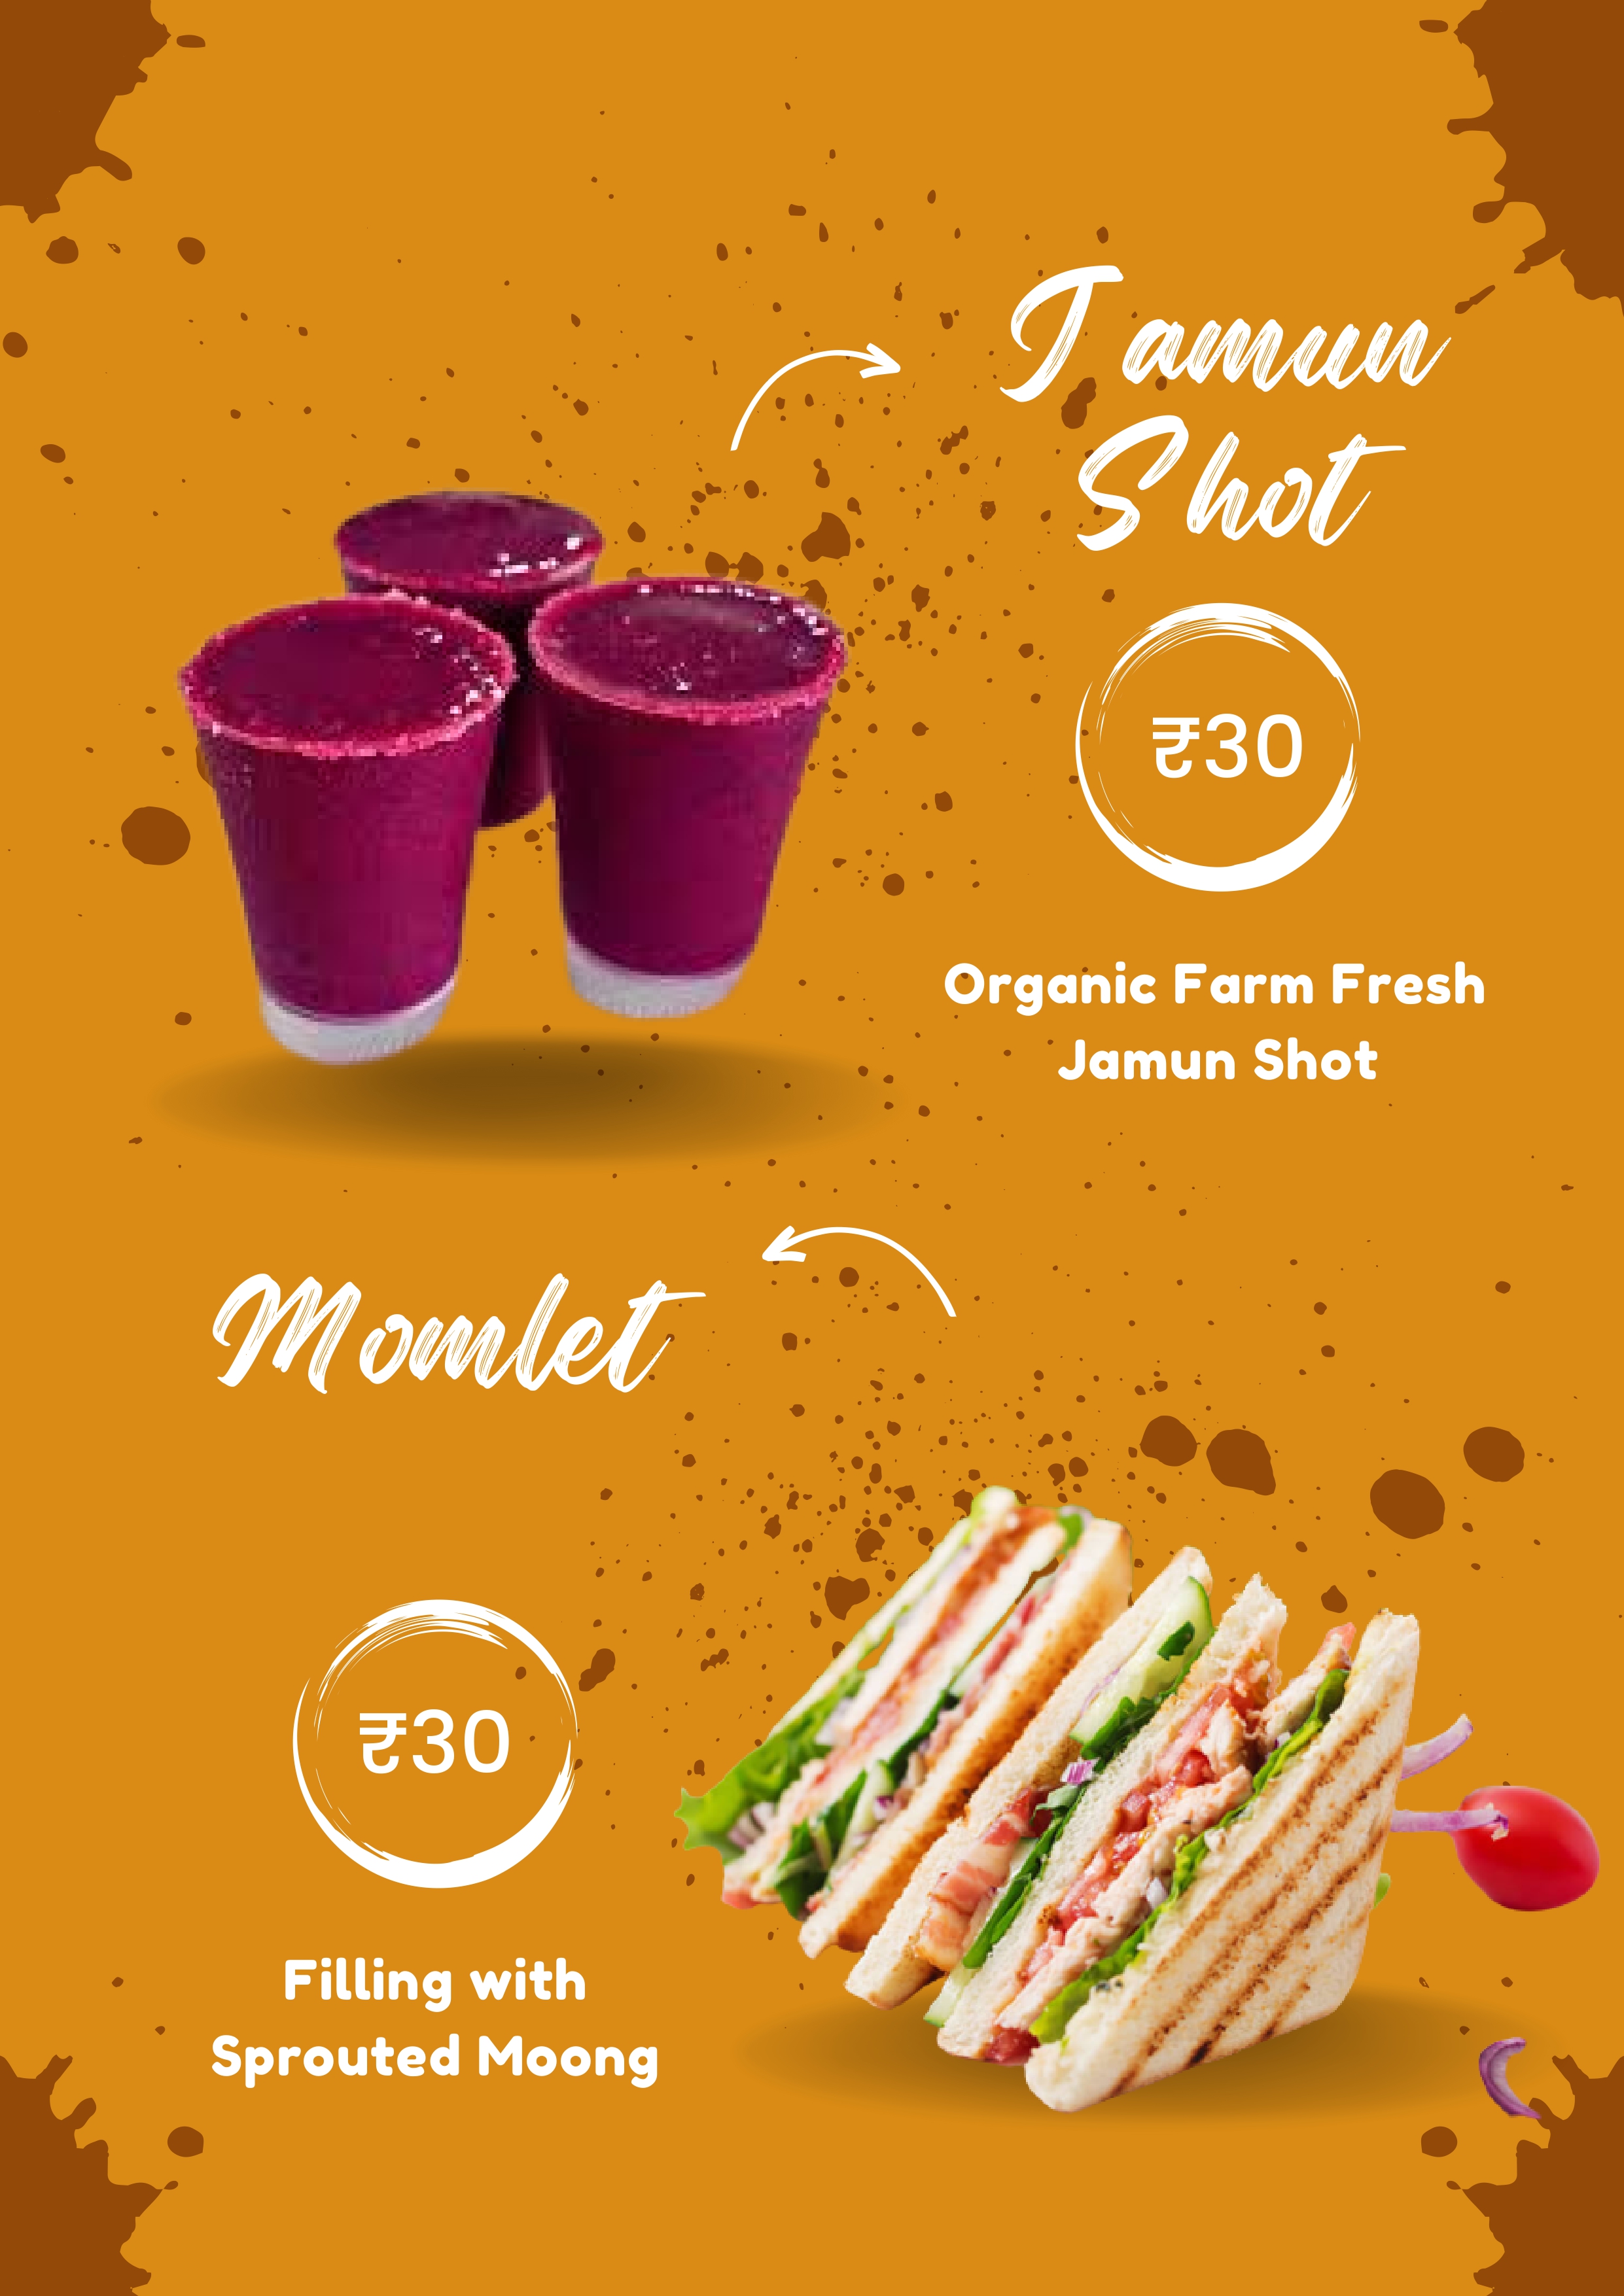 Jamun
Shot
₹30
Organic Farm Fresh
Jamun Shot
Momlet
₹30
Filling with
Sprouted Moong